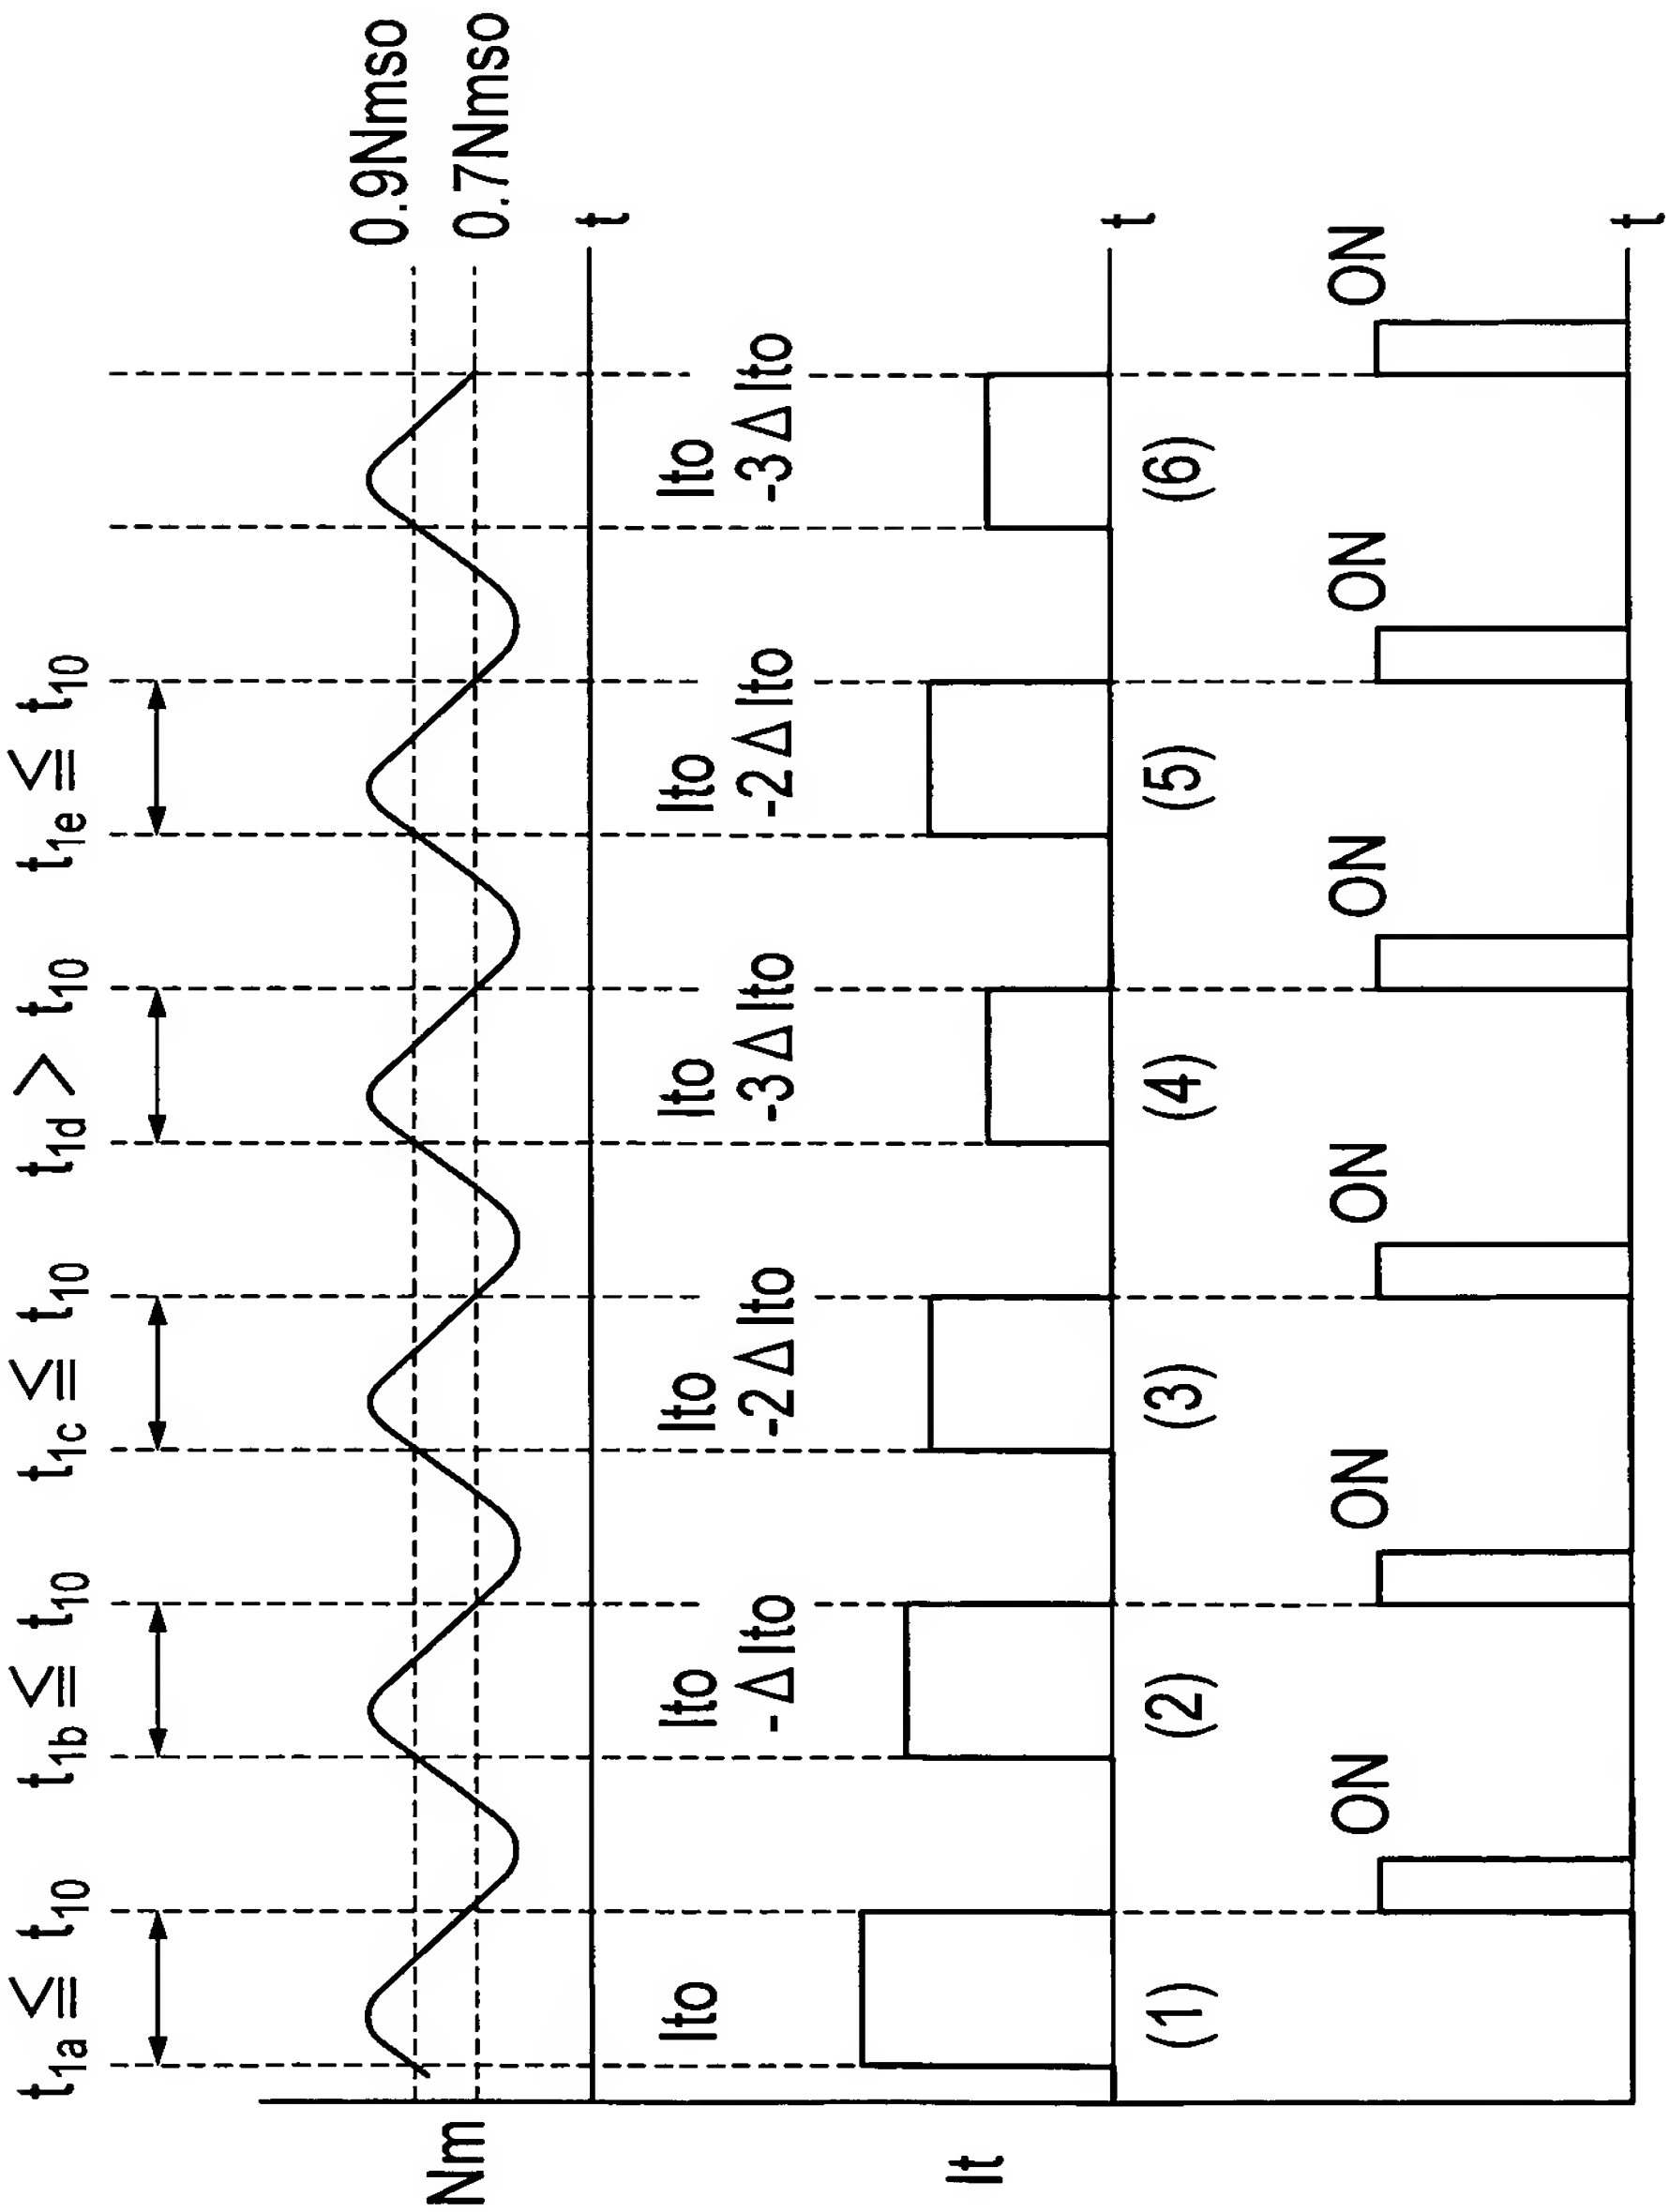 t1a ≦ t10
t1b ≦ t10
t1c ≦ t10
t1d > t10
t1e ≦ t10
Nm
0.9Nmso
0.7Nmso
t
It
Ito
Ito
-ΔIto
Ito
-2ΔIto
Ito
-3ΔIto
Ito
-2ΔIto
Ito
-3ΔIto
t
(1)
(2)
(3)
(4)
(5)
(6)
ON
ON
ON
ON
ON
ON
t